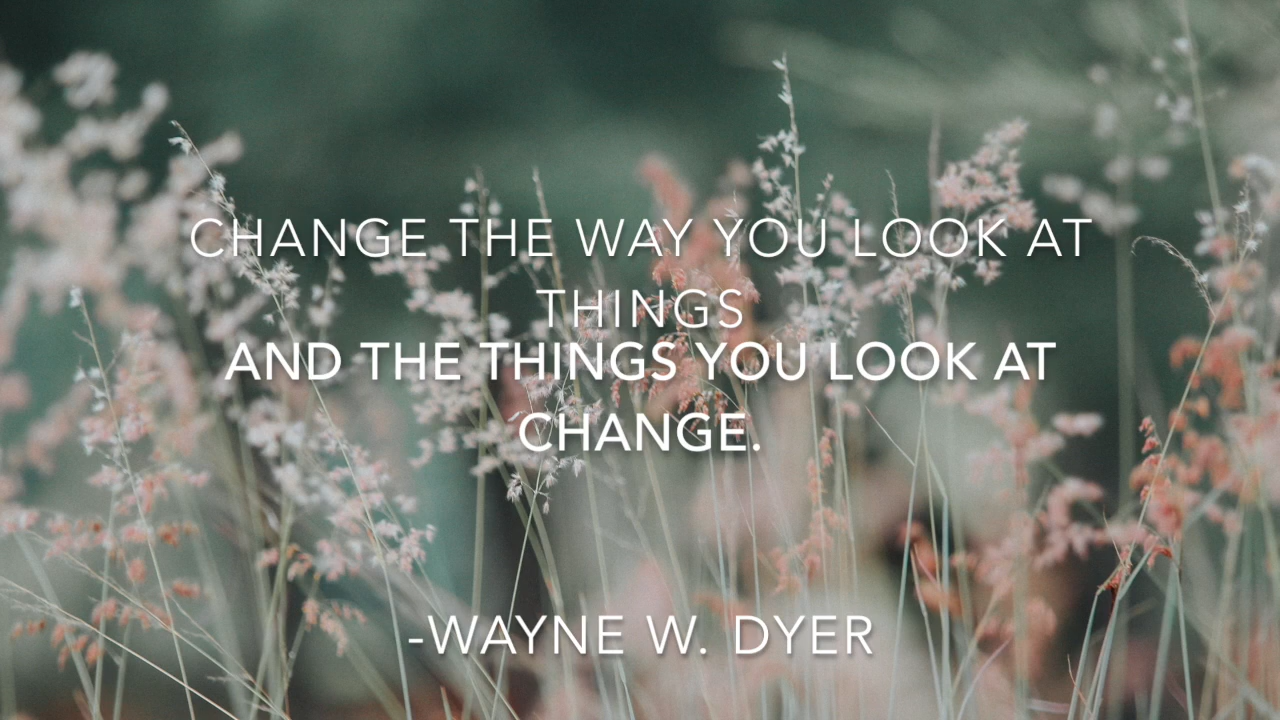 CHANGE THE WAY YOU LOOK AT
THINGS
AND THE THINGS YOU LOOK AT
CHANGE.
-WAYNE W. DYER